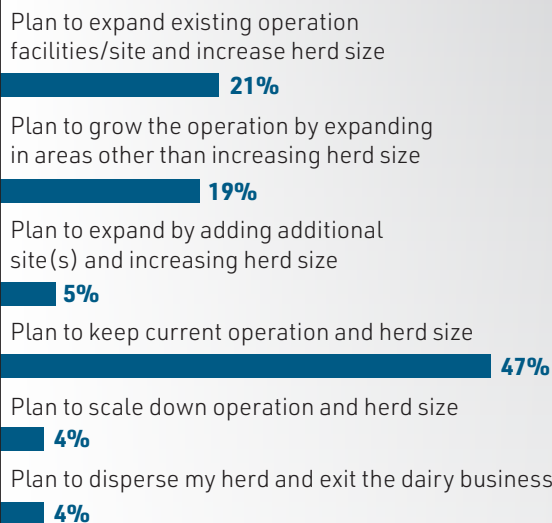 Plan to expand existing operation
facilities/site and increase herd size
21%
Plan to grow the operation by expanding
in areas other than increasing herd size
19%
Plan to expand by adding additional
site(s) and increasing herd size
5%
Plan to keep current operation and herd size
47%
Plan to scale down operation and herd size
4%
Plan to disperse my herd and exit the dairy business
4%